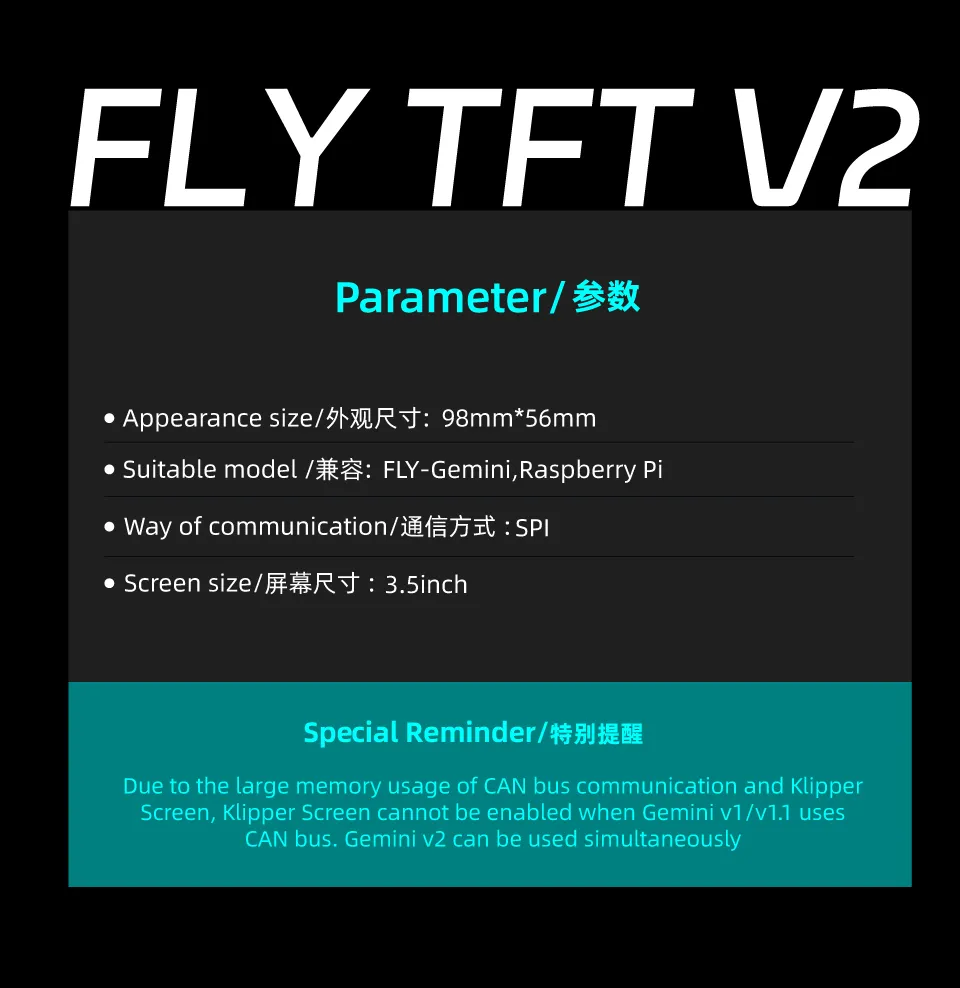 FLY TFT V2
Parameter/参数
• Appearance size/外观尺寸: 98mm*56mm
• Suitable model /兼容: FLY-Gemini,Raspberry Pi
• Way of communication/通信方式 : SPI
• Screen size/屏幕尺寸 : 3.5inch
Special Reminder/特别提醒
Due to the large memory usage of CAN bus communication and Klipper
Screen, Klipper Screen cannot be enabled when Gemini v1/v1.1 uses
CAN bus. Gemini v2 can be used simultaneously